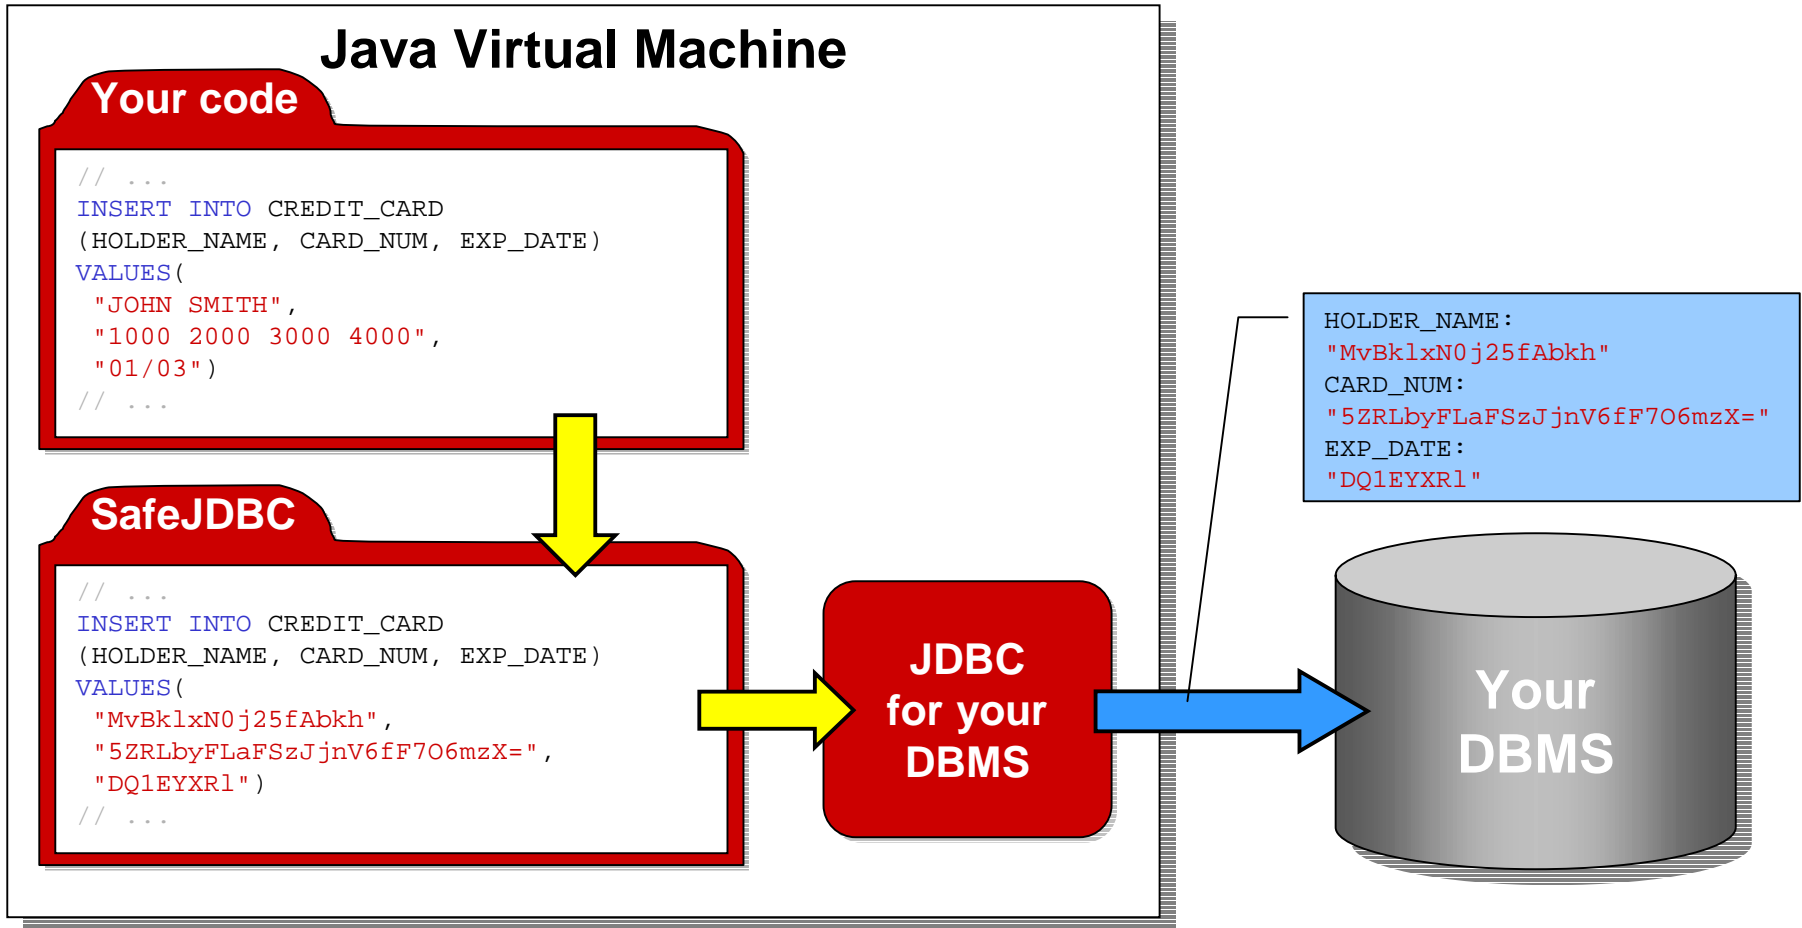 Java Virtual Machine
Your code
// ...
INSERT INTO CREDIT_CARD
(HOLDER_NAME, CARD_NUM, EXP_DATE)
VALUES(
"JOHN SMITH",
"1000 2000 3000 4000",
"01/03")
// ...
SafeJDBC
// ...
INSERT INTO CREDIT_CARD
(HOLDER_NAME, CARD_NUM, EXP_DATE)
VALUES(
"MvBklxN0j25fAbkh",
"5ZRLbyFLaFSzJjnV6fF7O6mzX=",
"DQ1EYXRl")
// ...
JDBC
for your
DBMS
HOLDER_NAME:
"MvBklxN0j25fAbkh"
CARD_NUM:
"5ZRLbyFLaFSzJjnV6fF7O6mzX="
EXP_DATE:
"DQ1EYXRl"
Your
DBMS